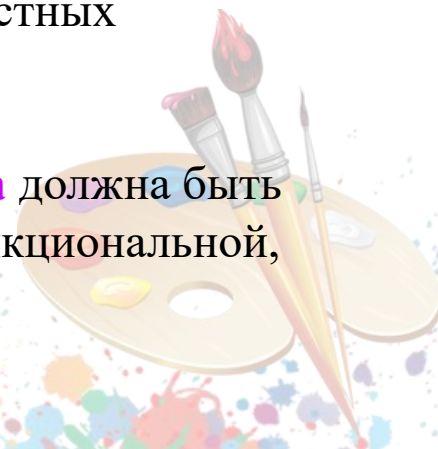 стных
а должна быть
кциональной,